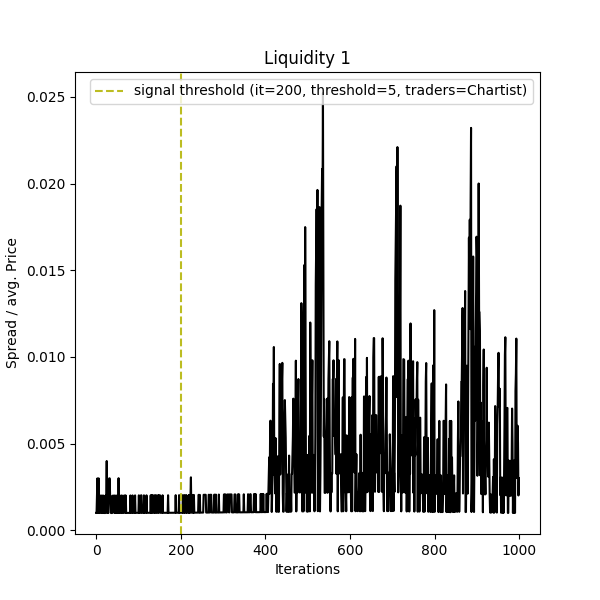 Liquidity 1
signal threshold (it=200, threshold=5, traders=Chartist)
0.025
0.020
0.015
0.010
0.005
0.000
Spread / avg. Price
0 200 400 600 800 1000
Iterations